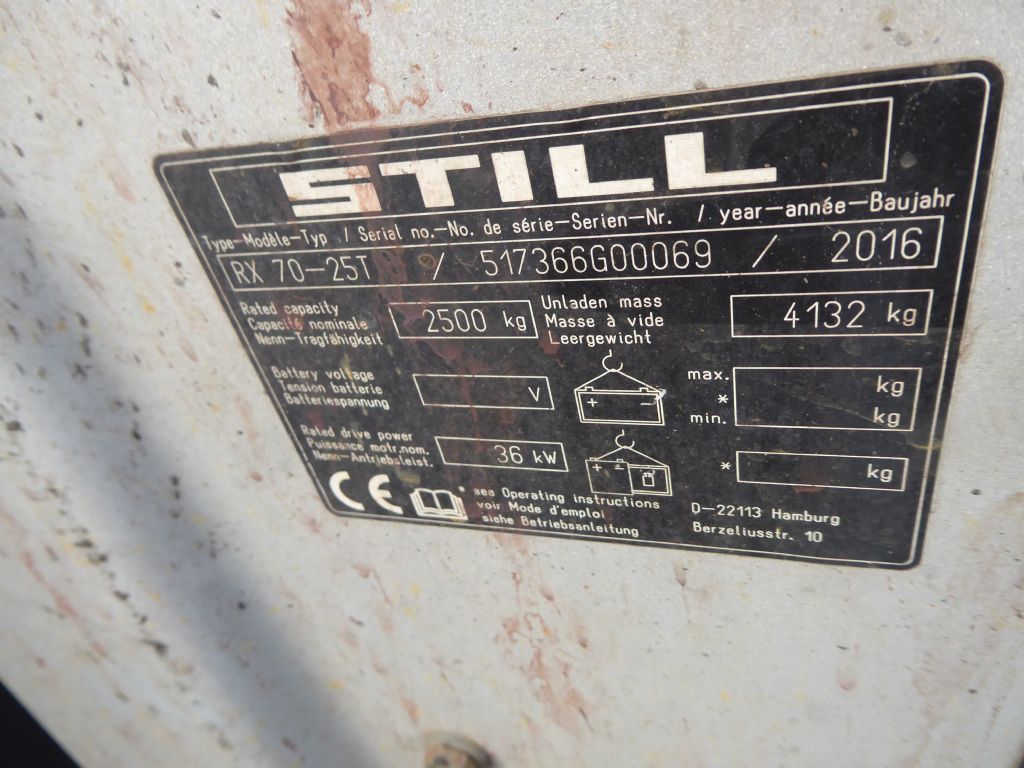 STILL
Type-Modèle-Typ / Serial no.-No. de série-Serien-Nr. / year-année-Baujahr
RX 70-25T / 517366G00069 / 2016
Rated capacity
Capacité nominale
Nenn-Tragfähigkeit
2500 kg
Unladen mass
Masse à vide
Leergewicht
4132 kg
Battery voltage
Tension batterie
Batteriespannung
V
+ -
max.
*
min.
kg
kg
Rated drive power
Puissance motr.nom.
Nenn-Antriebsleist.
36 kW
+ -
*
kg
CE
* see Operating instructions
voir Mode d'emploi
siehe Betriebsanleitung
D-22113 Hamburg
Berzeliusstr. 10